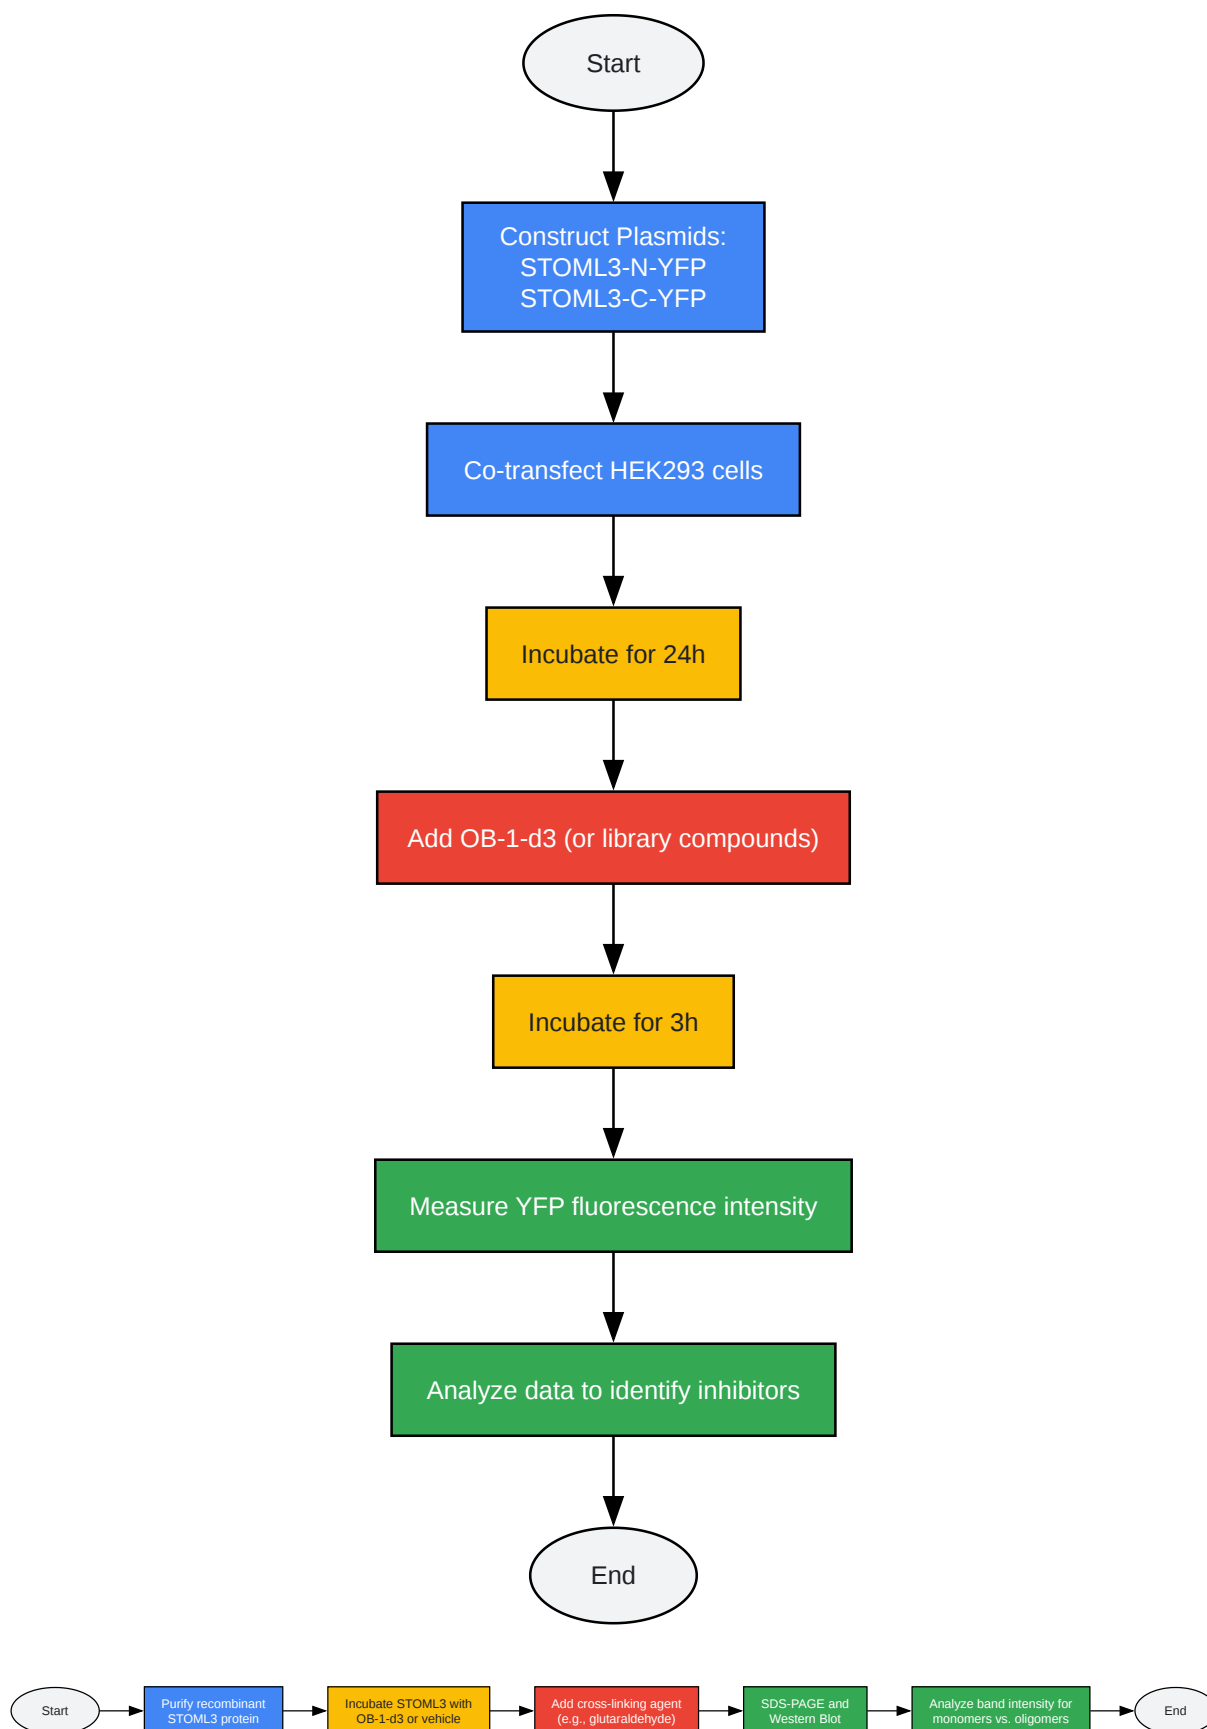 Start
Construct Plasmids:
STOML3-N-YFP
STOML3-C-YFP
Co-transfect HEK293 cells
Incubate for 24h
Add OB-1-d3 (or library compounds)
Incubate for 3h
Measure YFP fluorescence intensity
Analyze data to identify inhibitors
End
Start
Purify recombinant
STOML3 protein
Incubate STOML3 with
OB-1-d3 or vehicle
Add cross-linking agent
(e.g., glutaraldehyde)
SDS-PAGE and
Western Blot
Analyze band intensity for
monomers vs. oligomers
End